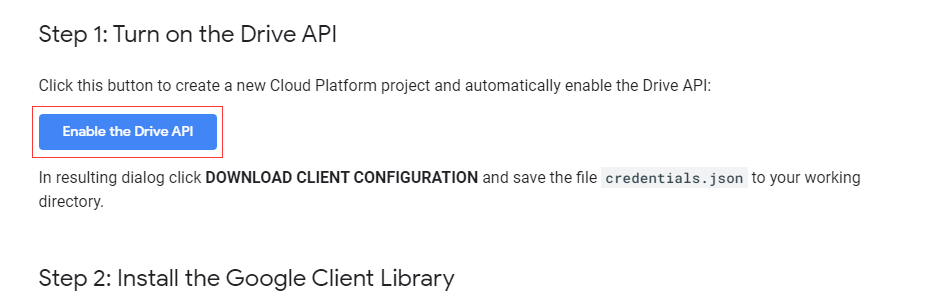 Step 1: Turn on the Drive API
Click this button to create a new Cloud Platform project and automatically enable the Drive API:
Enable the Drive API
In resulting dialog click DOWNLOAD CLIENT CONFIGURATION and save the file credentials.json to your working
directory.
Step 2: Install the Google Client Library